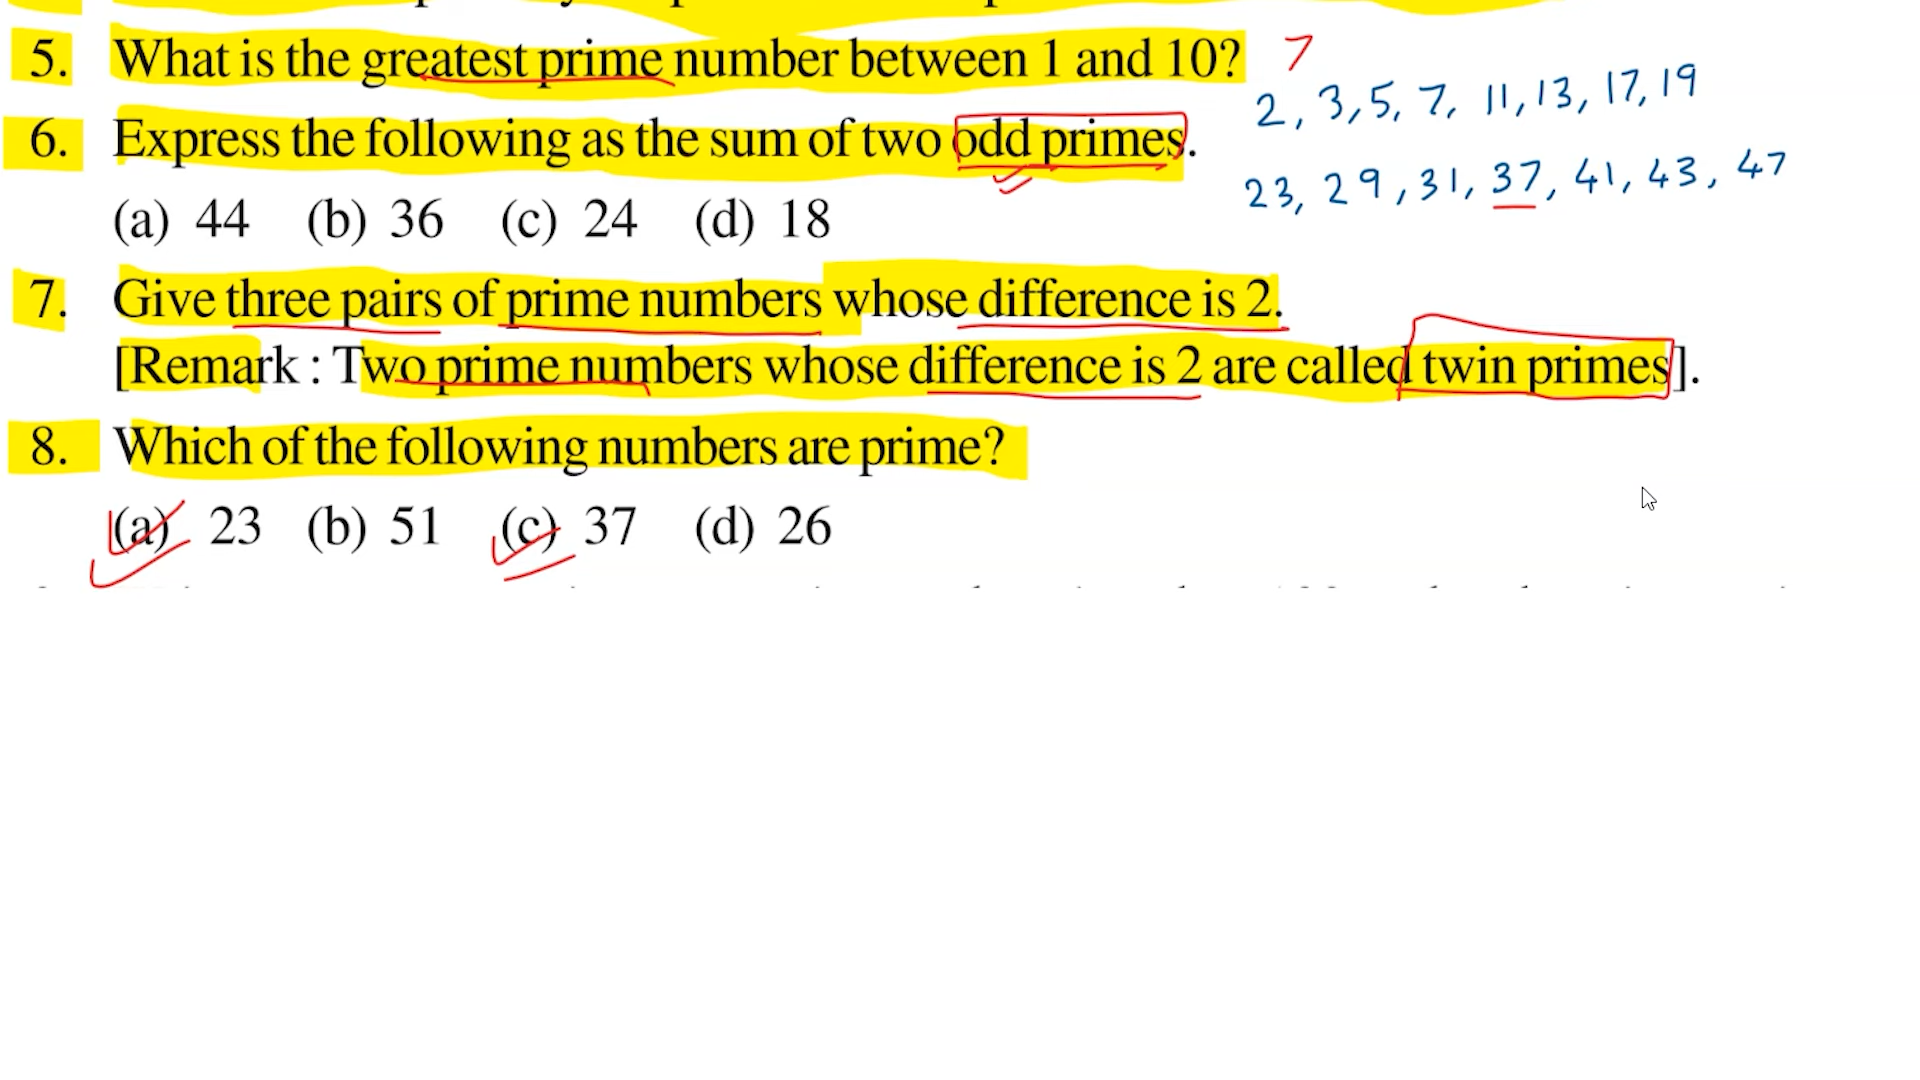 5. What is the greatest prime number between 1 and 10? 7
2, 3, 5, 7, 11, 13, 17, 19
6. Express the following as the sum of two odd primes.
23, 29, 31, 37, 41, 43, 47
(a) 44 (b) 36 (c) 24 (d) 18
7. Give three pairs of prime numbers whose difference is 2.
[Remark : Two prime numbers whose difference is 2 are called twin primes].
8. Which of the following numbers are prime?
(a) 23 (b) 51 (c) 37 (d) 26